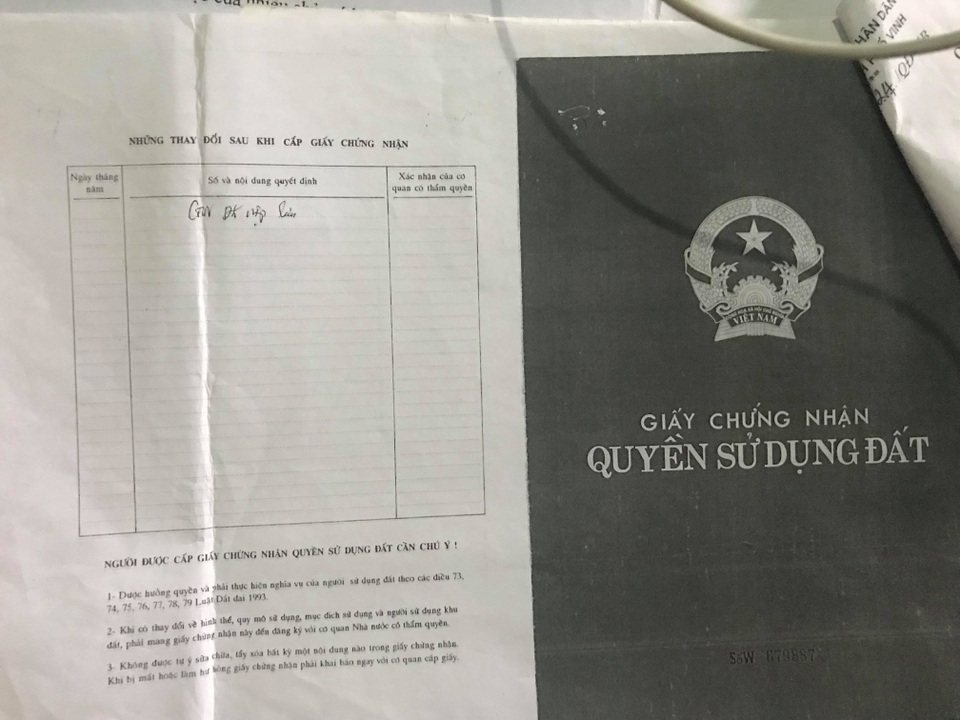 NHỮNG THAY ĐỔI SAU KHI CẤP GIẤY CHỨNG NHẬN
Ngày tháng năm
Số và nội dung quyết định
Xác nhận của cơ quan có thẩm quyền
NGƯỜI ĐƯỢC CẤP GIẤY CHỨNG NHẬN QUYỀN SỬ DỤNG ĐẤT CẦN CHÚ Ý !
1- Được hưởng quyền và phải thực hiện nghĩa vụ của người sử dụng đất theo các điều 73,
74, 75, 76, 77, 78, 79 Luật Đất đai 1993.
2- Khi có thay đổi về hình thể, quy mô sử dụng, mục đích sử dụng và người sử dụng khu
đất, phải mang giấy chứng nhận này đến đăng ký với cơ quan Nhà nước có thẩm quyền.
3- Không được tự ý sửa chữa, tẩy xóa bất kỳ một nội dung nào trong giấy chứng nhận.
Khi bị mất hoặc làm hư hỏng giấy chứng nhận phải khai báo ngay với cơ quan cấp giấy.
VIỆT NAM
GIẤY CHỨNG NHẬN
QUYỀN SỬ DỤNG ĐẤT
HÂN DÂN
VINH